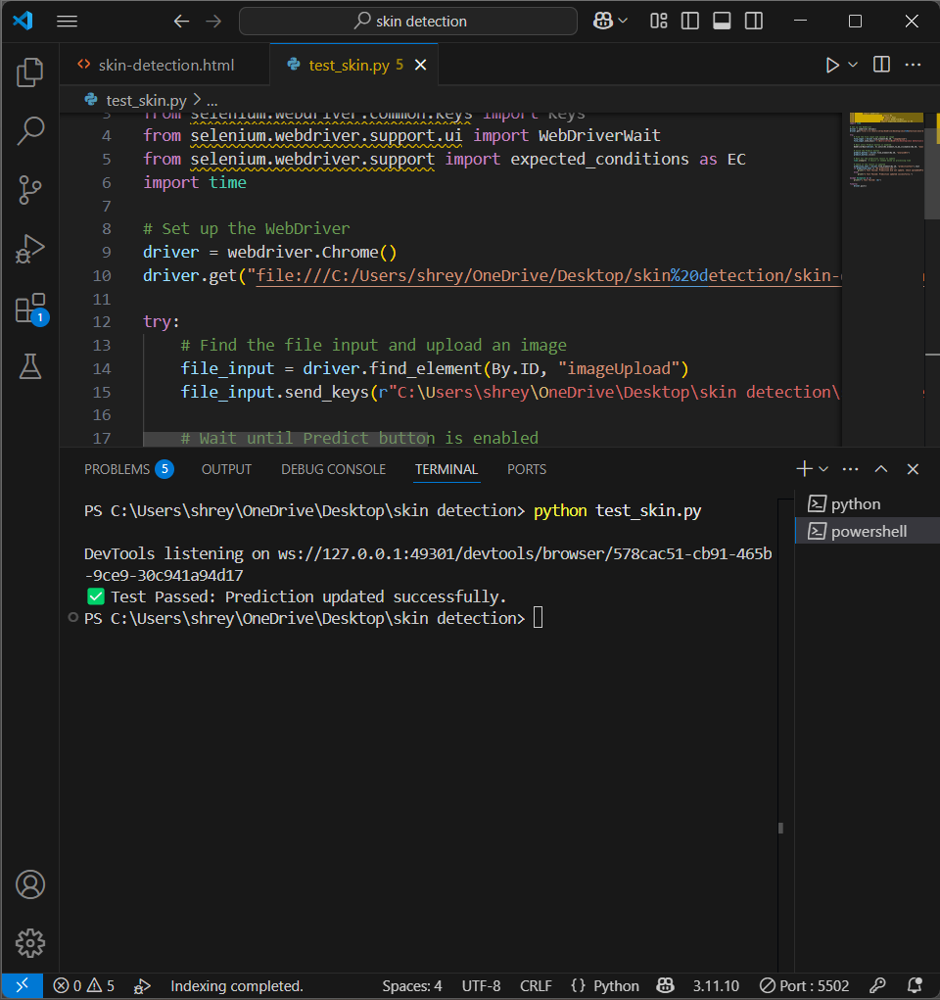 skin detection
skin-detection.html
test_skin.py 5
test_skin.py > ...
3 from selenium.webdriver.common.keys import Keys
4 from selenium.webdriver.support.ui import WebDriverWait
5 from selenium.webdriver.support import expected_conditions as EC
6 import time
7
8 # Set up the WebDriver
9 driver = webdriver.Chrome()
10 driver.get("file:///C:/Users/shrey/OneDrive/Desktop/skin%20detection/skin-
11
12 try:
13 # Find the file input and upload an image
14 file_input = driver.find_element(By.ID, "imageUpload")
15 file_input.send_keys(r"C:\Users\shrey\OneDrive\Desktop\skin detection\
16
17 # Wait until Predict button is enabled
PROBLEMS 5 OUTPUT DEBUG CONSOLE TERMINAL PORTS
PS C:\Users\shrey\OneDrive\Desktop\skin detection> python test_skin.py
DevTools listening on ws://127.0.0.1:49301/devtools/browser/578cac51-cb91-465b
-9ce9-30c941a94d17
✅ Test Passed: Prediction updated successfully.
PS C:\Users\shrey\OneDrive\Desktop\skin detection>
python
powershell
1
0 5 Indexing completed. Spaces: 4 UTF-8 CRLF {} Python 3.11.10 Port : 5502